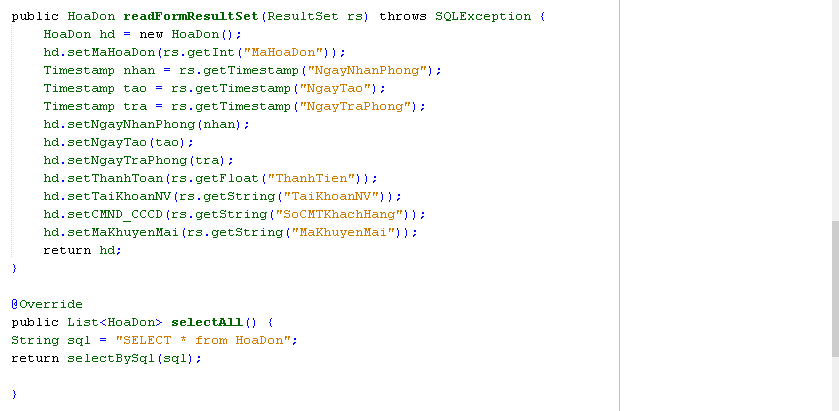 public HoaDon readFormResultSet(ResultSet rs) throws SQLException {
    HoaDon hd = new HoaDon();
    hd.setMaHoaDon(rs.getInt("MaHoaDon"));
    Timestamp nhan = rs.getTimestamp("NgayNhanPhong");
    Timestamp tao = rs.getTimestamp("NgayTao");
    Timestamp tra = rs.getTimestamp("NgayTraPhong");
    hd.setNgayNhanPhong(nhan);
    hd.setNgayTao(tao);
    hd.setNgayTraPhong(tra);
    hd.setThanhToan(rs.getFloat("ThanhTien"));
    hd.setTaiKhoanNV(rs.getString("TaiKhoanNV"));
    hd.setCMND_CCCD(rs.getString("SoCMTKhachHang"));
    hd.setMaKhuyenMai(rs.getString("MaKhuyenMai"));
    return hd;
}
@Override
public List<HoaDon> selectAll() {
String sql = "SELECT * from HoaDon";
return selectBySql(sql);
}